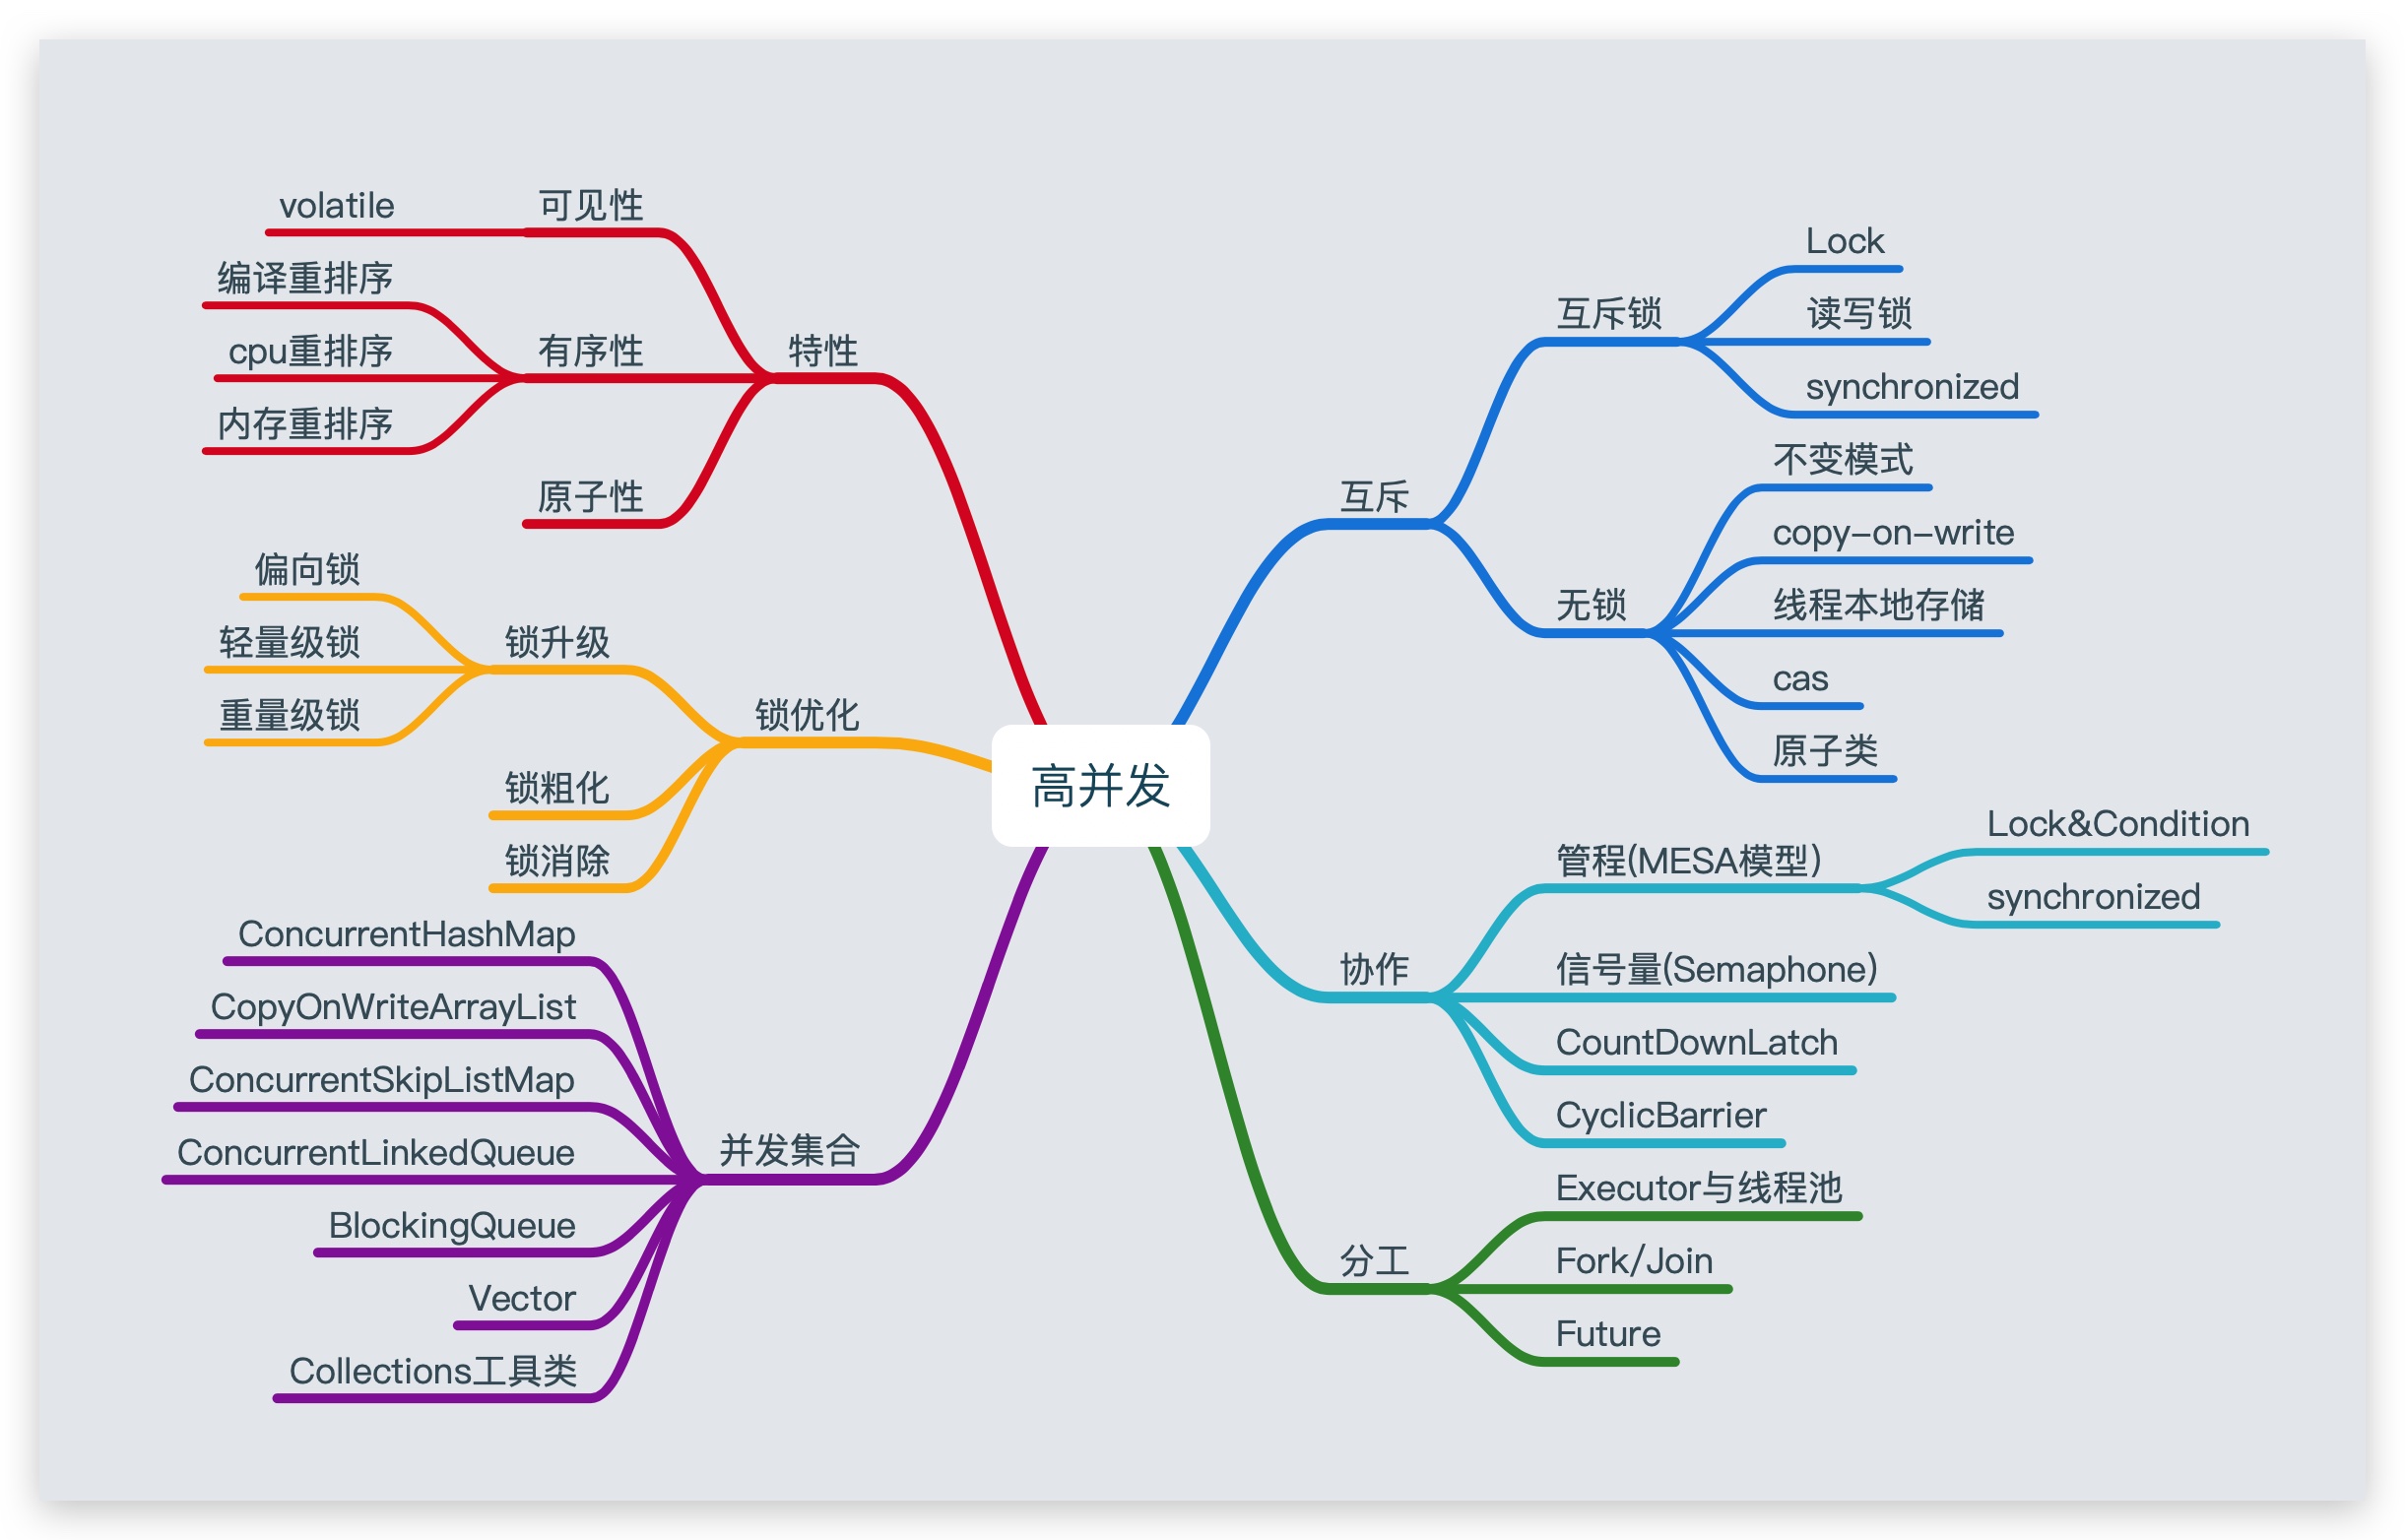 高并发
特性
可见性
volatile
有序性
编译重排序
cpu重排序
内存重排序
原子性
锁优化
锁升级
偏向锁
轻量级锁
重量级锁
锁粗化
锁消除
并发集合
ConcurrentHashMap
CopyOnWriteArrayList
ConcurrentSkipListMap
ConcurrentLinkedQueue
BlockingQueue
Vector
Collections工具类
互斥
互斥锁
Lock
读写锁
synchronized
无锁
不变模式
copy-on-write
线程本地存储
cas
原子类
协作
管程(MESA模型)
Lock&Condition
synchronized
信号量(Semaphone)
CountDownLatch
CyclicBarrier
分工
Executor与线程池
Fork/Join
Future